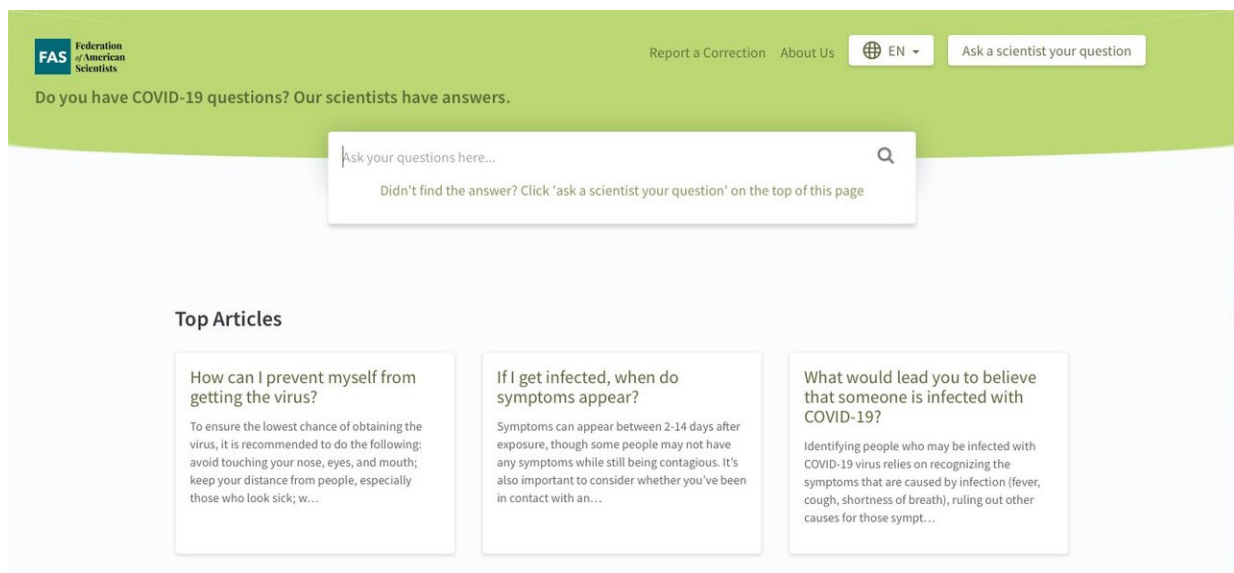 FAS
Federation
of American
Scientists
Report a Correction About Us EN Ask a scientist your question
Do you have COVID-19 questions? Our scientists have answers.
Ask your questions here...
Didn't find the answer? Click 'ask a scientist your question' on the top of this page
Top Articles
How can I prevent myself from
getting the virus?
To ensure the lowest chance of obtaining the
virus, it is recommended to do the following:
avoid touching your nose, eyes, and mouth;
keep your distance from people, especially
those who look sick; w…
If I get infected, when do
symptoms appear?
Symptoms can appear between 2-14 days after
exposure, though some people may not have
any symptoms while still being contagious. It's
also important to consider whether you've been
in contact with an…
What would lead you to believe
that someone is infected with
COVID-19?
Identifying people who may be infected with
COVID-19 virus relies on recognizing the
symptoms that are caused by infection (fever,
cough, shortness of breath), ruling out other
causes for those sympt…